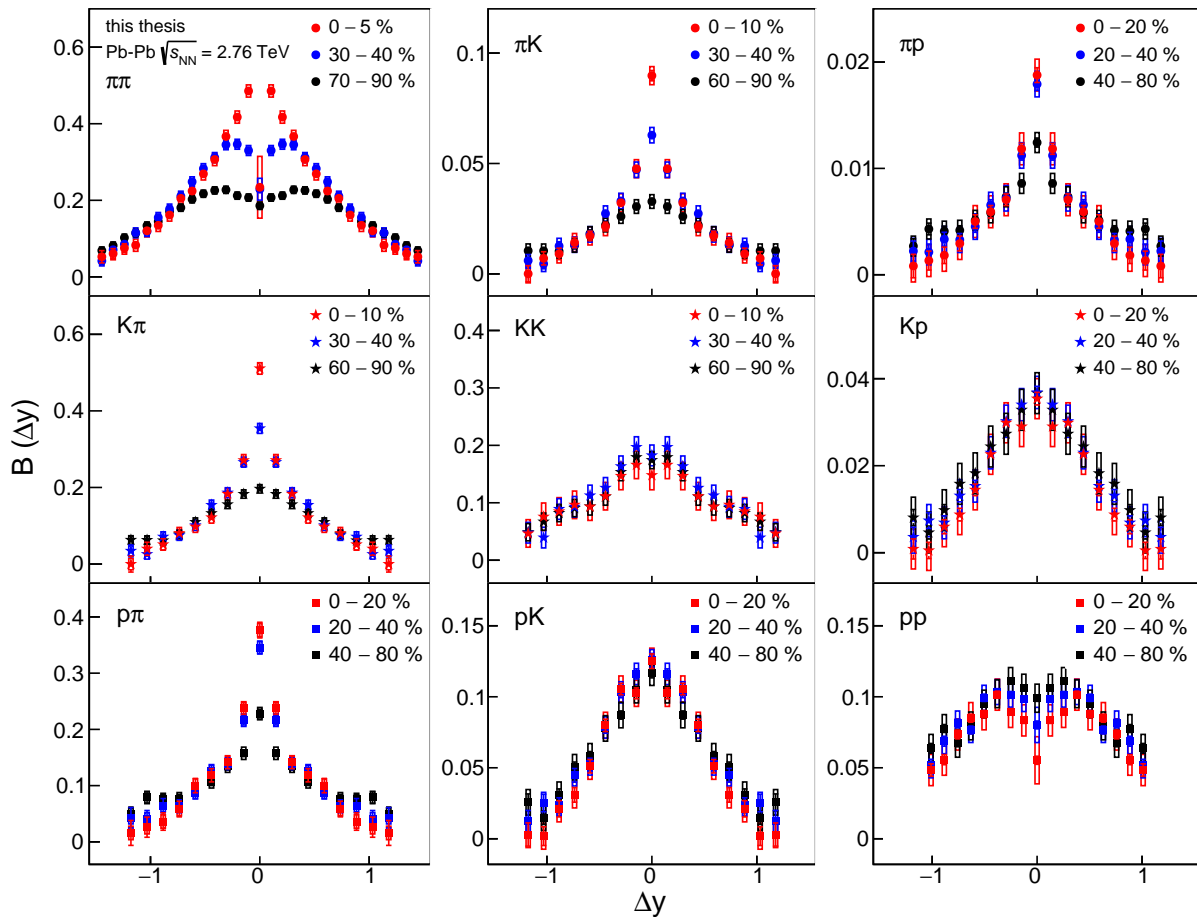 this thesis
Pb-Pb √s_NN = 2.76 TeV
ππ
0 – 5 %
30 – 40 %
70 – 90 %
0.6
0.4
0.2
0
πK
0 – 10 %
30 – 40 %
60 – 90 %
0.1
0.05
0
πp
0 – 20 %
20 – 40 %
40 – 80 %
0.02
0.01
0
Kπ
0 – 10 %
30 – 40 %
60 – 90 %
0.6
0.4
0.2
0
B (Δy)
KK
0 – 10 %
30 – 40 %
60 – 90 %
0.4
0.3
0.2
0.1
0
Kp
0 – 20 %
20 – 40 %
40 – 80 %
0.04
0.02
0
pπ
0 – 20 %
20 – 40 %
40 – 80 %
0.4
0.3
0.2
0.1
0
−1 0 1
pK
0 – 20 %
20 – 40 %
40 – 80 %
0.15
0.1
0.05
0
−1 0 1
pp
0 – 20 %
20 – 40 %
40 – 80 %
0.15
0.1
0.05
0
−1 0 1
Δy